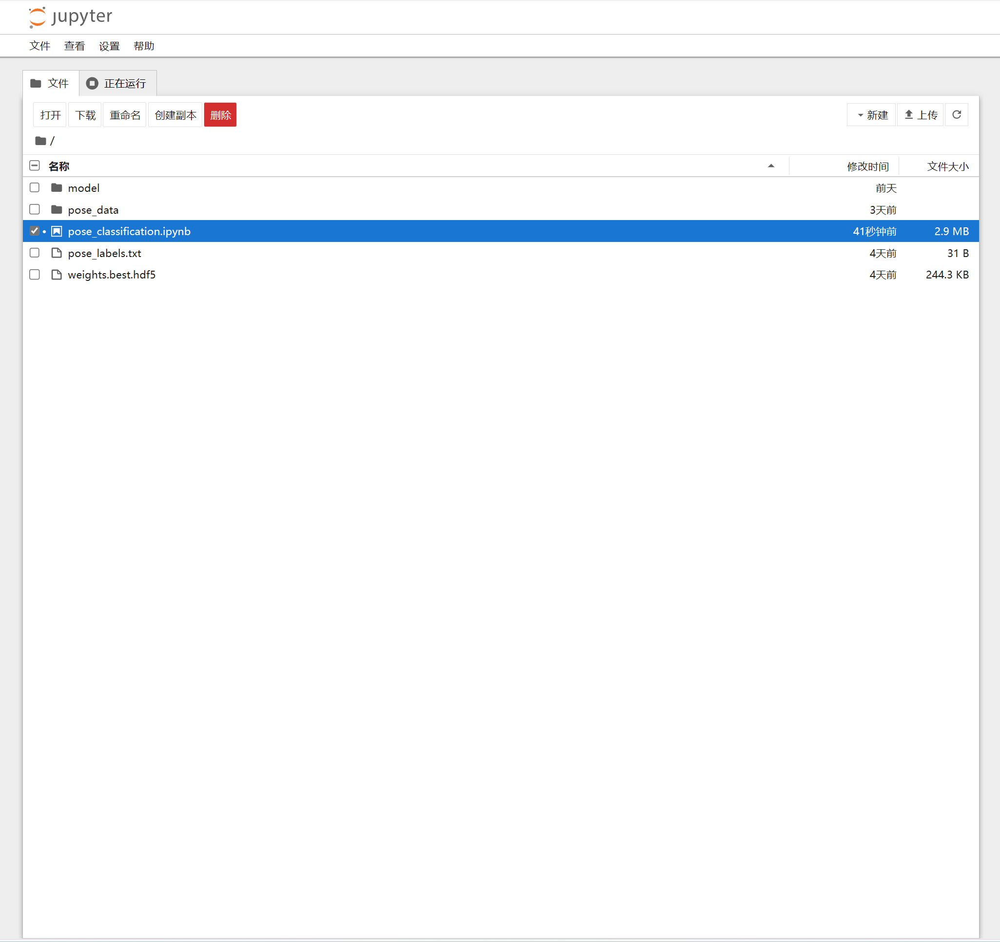 jupyter
文件 查看 设置 帮助
文件 正在运行
打开 下载 重命名 创建副本 删除 新建 上传
/
名称 修改时间 文件大小
model 前天
pose_data 3天前
pose_classification.ipynb 41秒钟前 2.9 MB
pose_labels.txt 4天前 31 B
weights.best.hdf5 4天前 244.3 KB